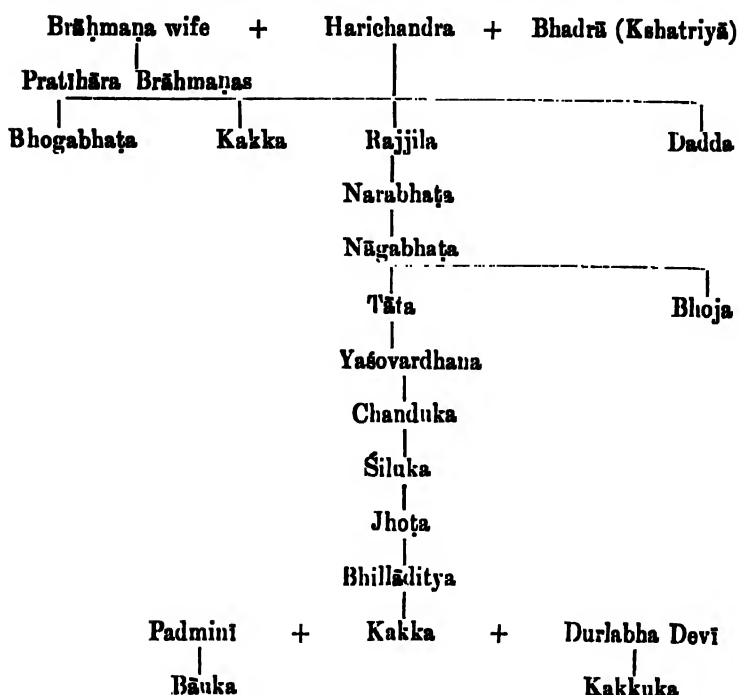 Brāḥmaṇa wife + Harichandra + Bhadrā (Kshatriyā)
Pratīhāra Brāhmaṇas
Bhogabhaṭa Kakka Rajjila Dadda
Narabhaṭa
Nāgabhaṭa
Tāta Bhoja
Yaśovardhana
Chanduka
Śiluka
Jhoṭa
Bhillāditya
Padminī + Kakka + Durlabha Devī
Bāuka Kakkuka